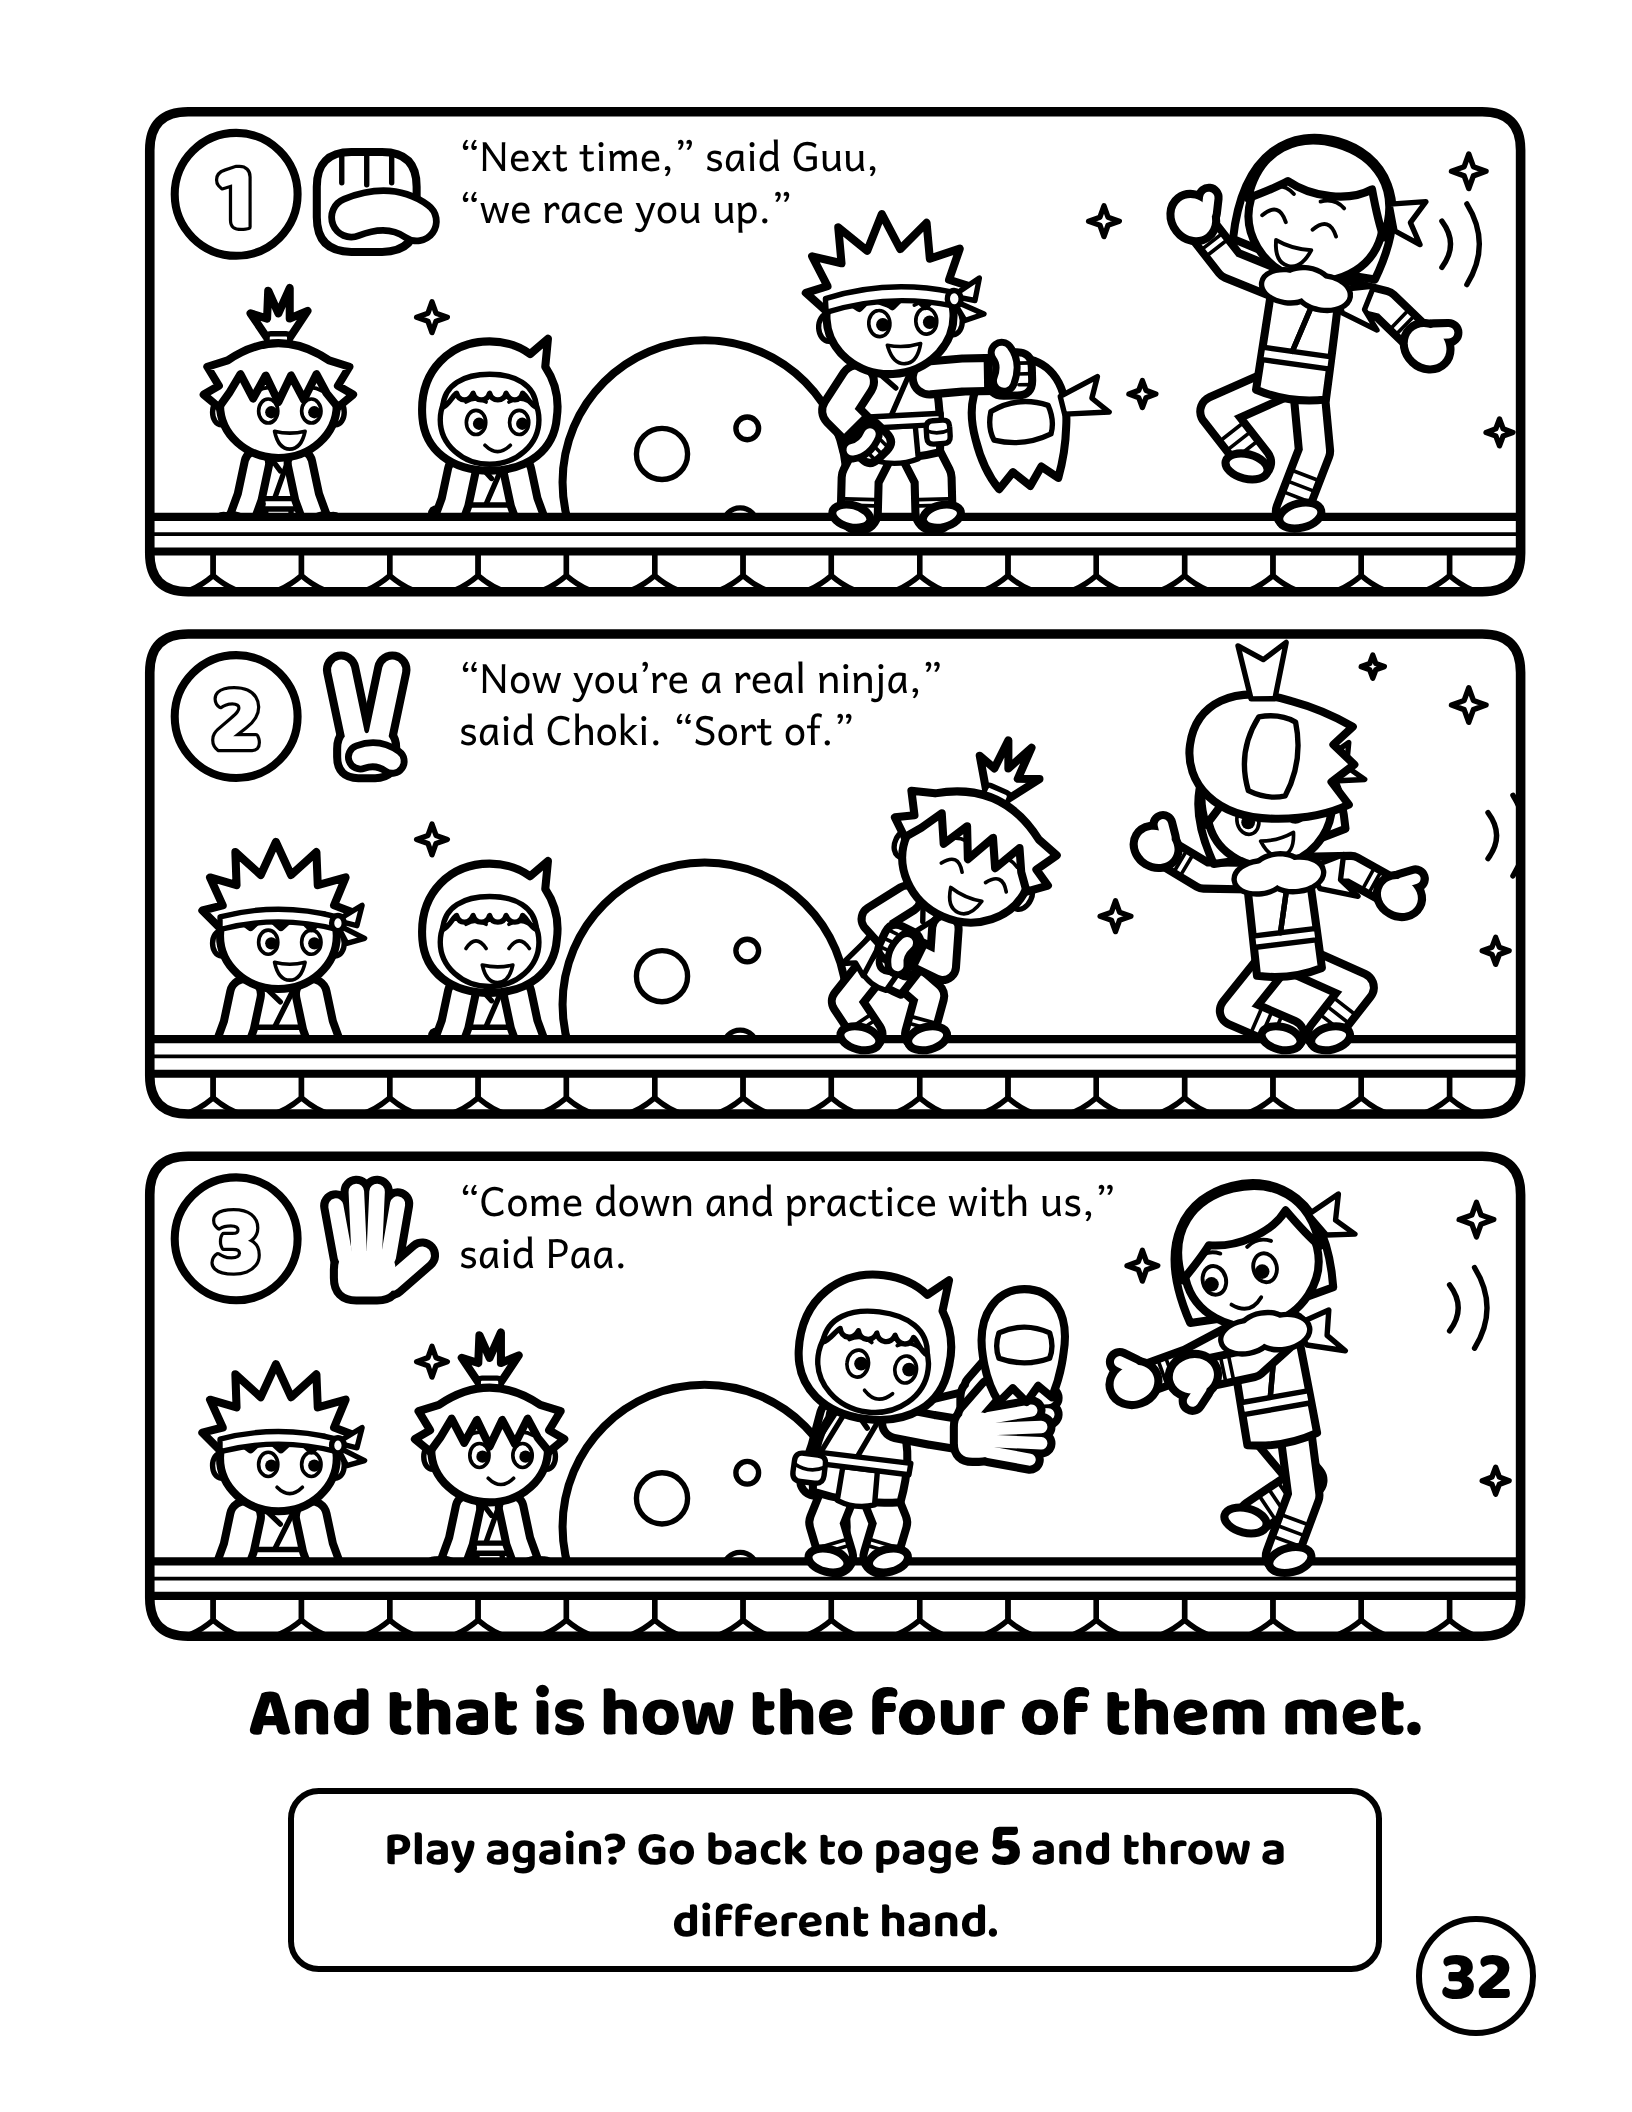 1
“Next time,” said Guu,
“we race you up.”
2
“Now you’re a real ninja,”
said Choki. “Sort of.”
3
“Come down and practice with us,”
said Paa.
And that is how the four of them met.
Play again? Go back to page 5 and throw a
different hand.
32